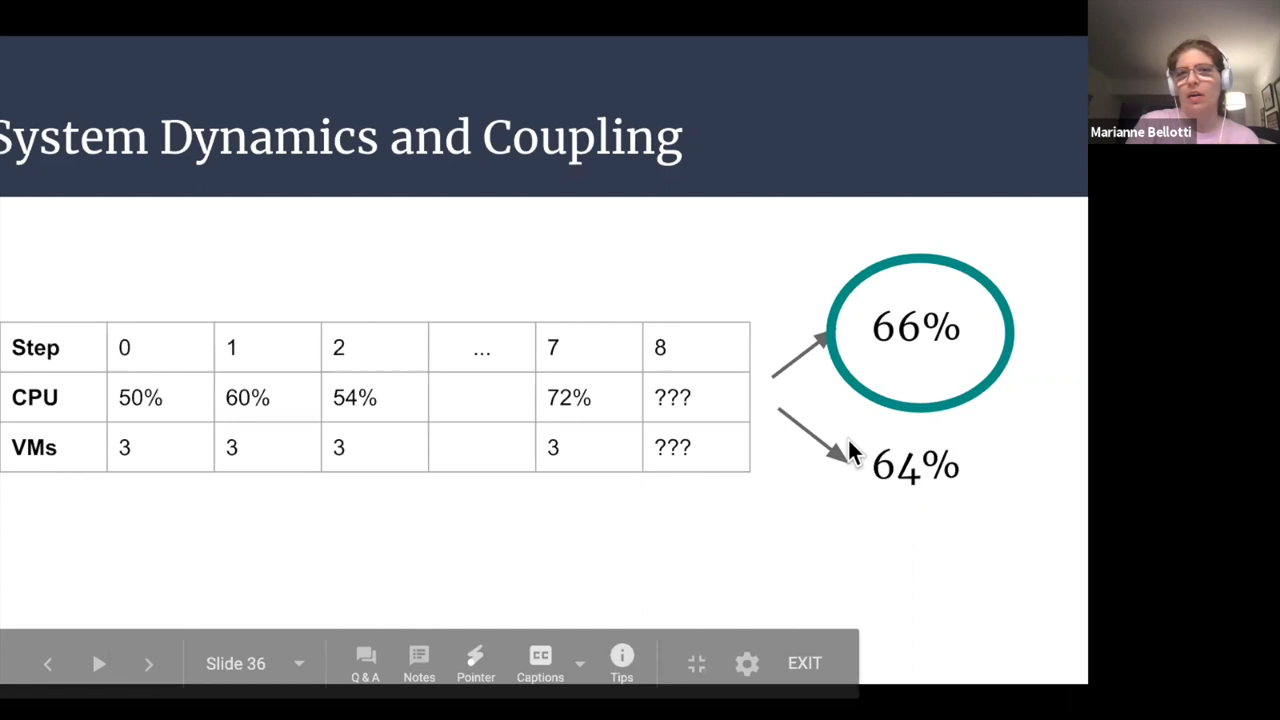 System Dynamics and Coupling
Marianne Bellotti
66%
Step 0 1 2 ... 7 8
CPU 50% 60% 54% 72% ???
VMs 3 3 3 3 ???
64%
Slide 36
Q & A Notes Pointer CC Captions Tips EXIT